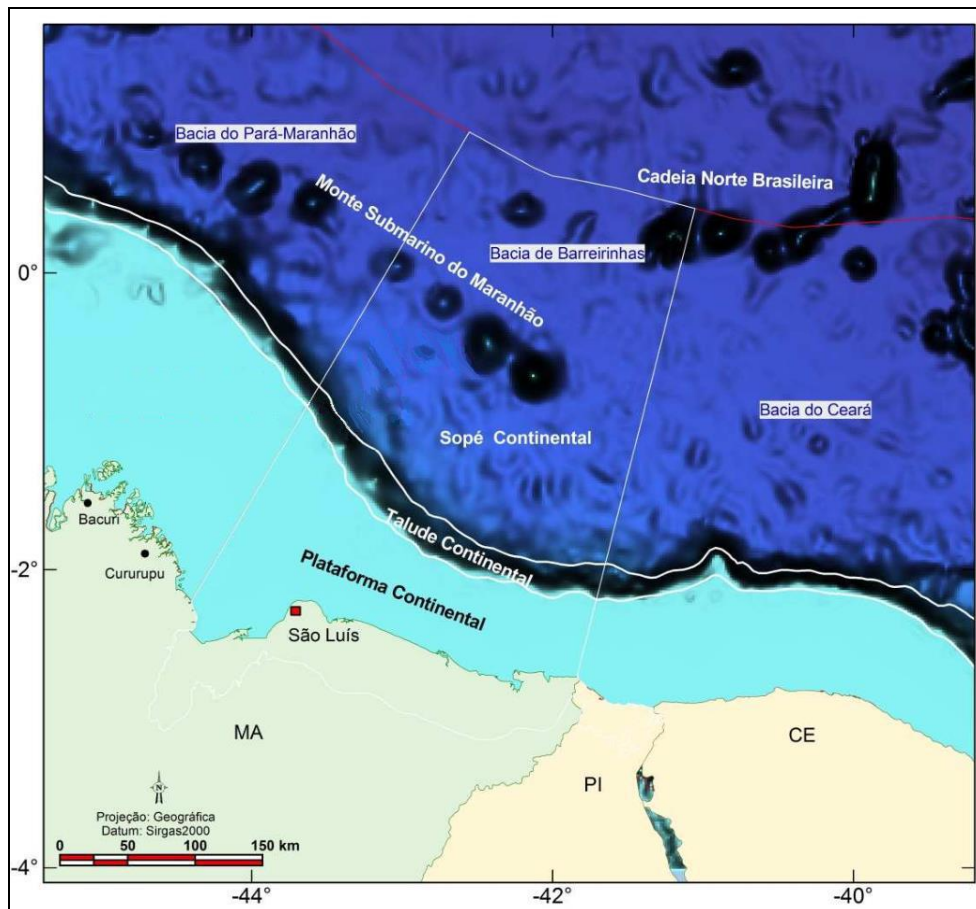 Bacia do Pará-Maranhão
Cadeia Norte Brasileira
Monte Submarino do Maranhão
Bacia de Barreirinhas
0°
Bacia do Ceará
Sopé Continental
Bacuri
Talude Continental
Cururupu
-2°
Plataforma Continental
São Luís
MA
CE
PI
N
Projeção: Geográfica
Datum: Sirgas2000
0 50 100 150 km
-4°
-44° -42° -40°